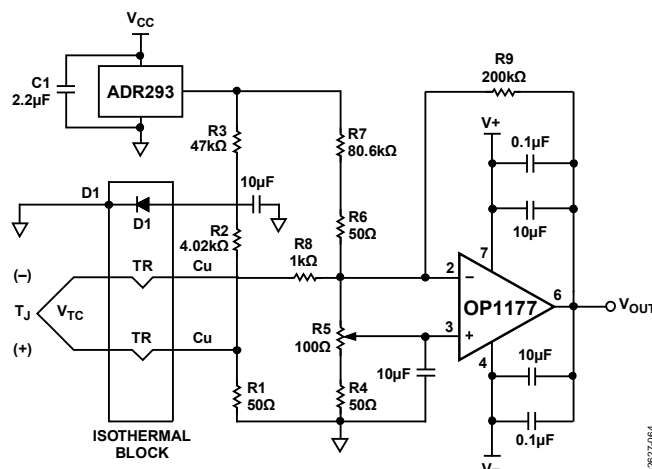 VCC
C1
2.2µF
ADR293
R9
200kΩ
R3
47kΩ
R7
80.6kΩ
V+
0.1µF
10µF
D1
D1
10µF
R2
4.02kΩ
R6
50Ω
R8
1kΩ
(–)
TR
Cu
TJ
VTC
(+)
TR
Cu
2
7
OP1177
6
VOUT
3
4
R5
100Ω
10µF
10µF
R1
50Ω
R4
50Ω
0.1µF
ISOTHERMAL
BLOCK
V–